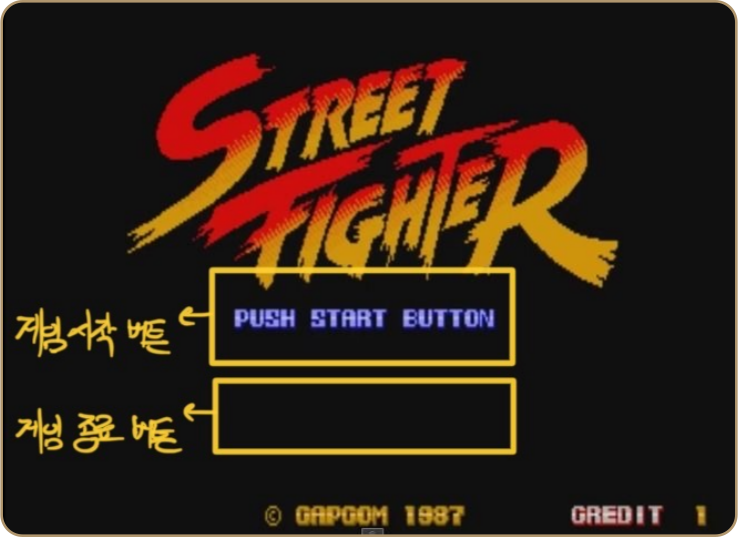 STREET
FIGHTER
게임 시작 버튼
PUSH START BUTTON
게임 종료 버튼
© CAPCOM 1987
CREDIT 1